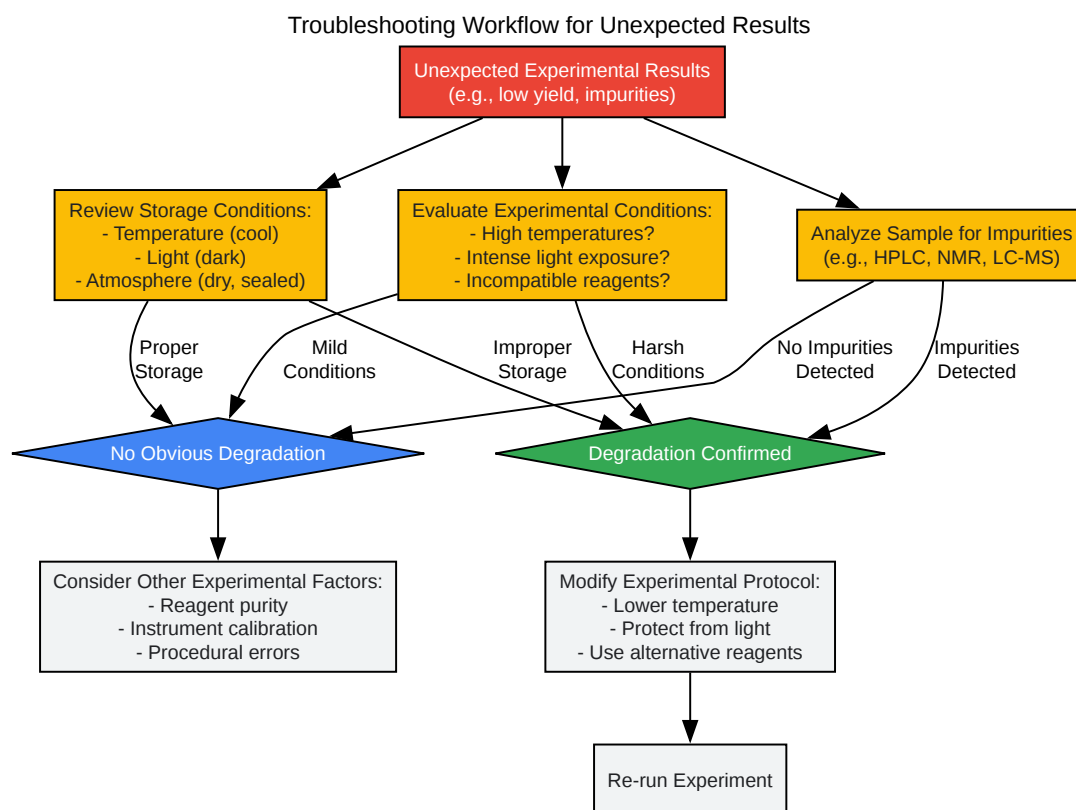 Troubleshooting Workflow for Unexpected Results
Unexpected Experimental Results
(e.g., low yield, impurities)
Review Storage Conditions:
- Temperature (cool)
- Light (dark)
- Atmosphere (dry, sealed)
Evaluate Experimental Conditions:
- High temperatures?
- Intense light exposure?
- Incompatible reagents?
Analyze Sample for Impurities
(e.g., HPLC, NMR, LC-MS)
Proper
Storage
Mild
Conditions
Improper
Storage
Harsh
Conditions
No Impurities
Detected
Impurities
Detected
No Obvious Degradation
Degradation Confirmed
Consider Other Experimental Factors:
- Reagent purity
- Instrument calibration
- Procedural errors
Modify Experimental Protocol:
- Lower temperature
- Protect from light
- Use alternative reagents
Re-run Experiment